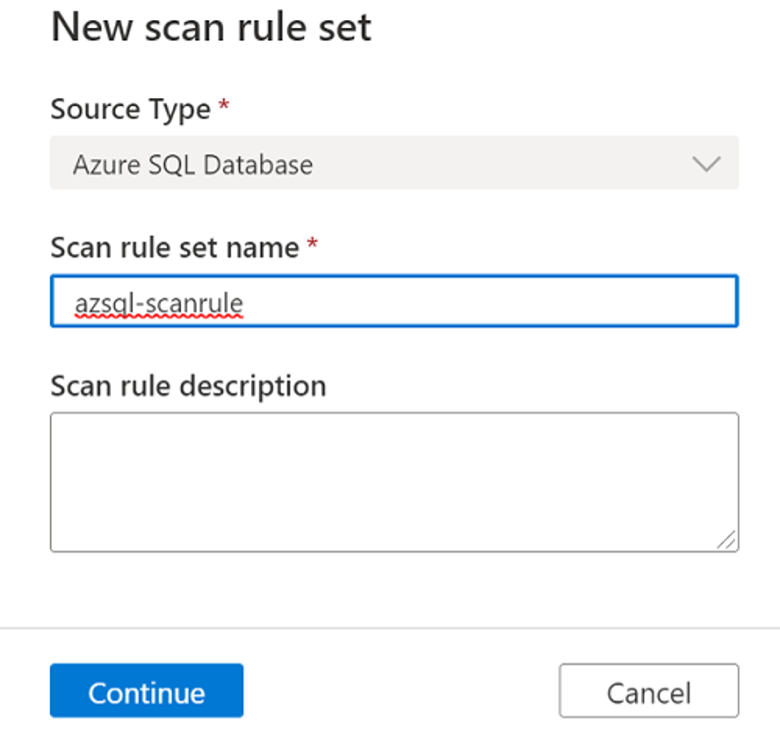 New scan rule set
Source Type *
Azure SQL Database
Scan rule set name *
azsql-scanrule
Scan rule description
Continue
Cancel